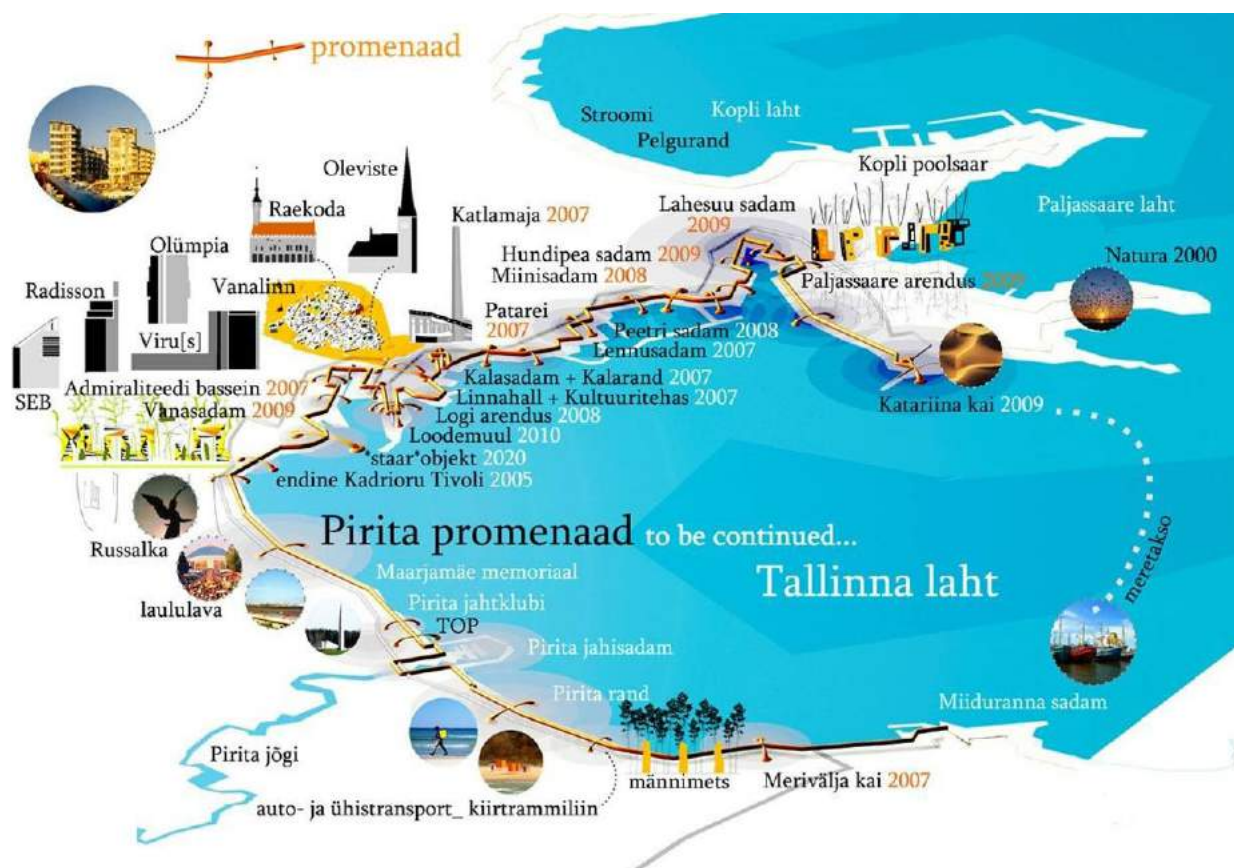 promenaad
Kopli laht
Stroomi
Pelgurand
Kopli poolsaar
Oleviste
Raekoda
Katlamaja 2007
Lahesuu sadam
2009
Paljassaare laht
Olümpia
Hundipea sadam 2009
Miinisadam 2008
Natura 2000
Radisson
Vanalinn
Paljassaare arendus 2009
Patarei
2007
Viru[s]
Peetri sadam 2008
Lennusadam 2007
SEB
Admiraliteedi bassein 2007
Vanasadam 2009
Kalasadam + Kalarand 2007
Linnahall + Kultuuritehas 2007
Logi arendus 2008
Loodemuul 2010
*staar*objekt 2020
endine Kadrioru Tivoli 2005
Katariina kai 2009
Pirita promenaad to be continued...
Tallinna laht
Russalka
Maarjamäe memoriaal
laululava
Pirita jahtklubi
TOP
Pirita jahisadam
meretakso
Pirita rand
Miiduranna sadam
Pirita jõgi
männimets
Merivälja kai 2007
auto- ja ühistransport_ kiirtrammiliin